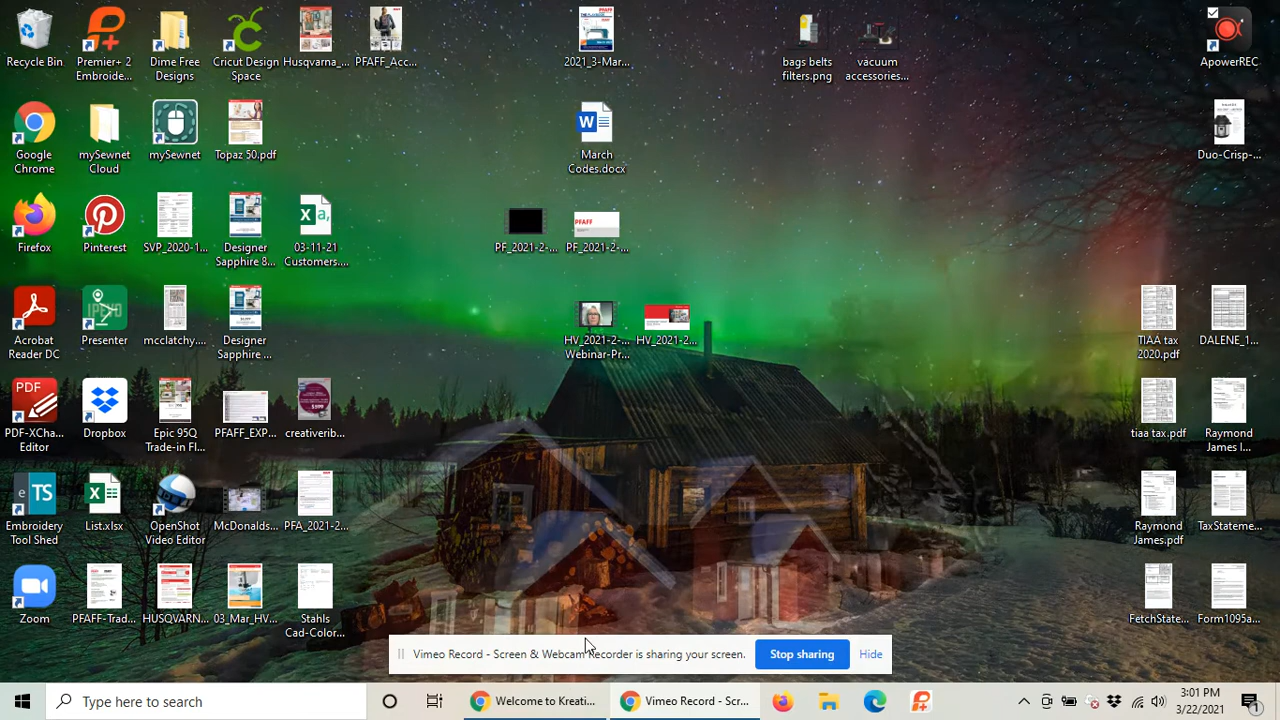 Recycle Bin
Premier+ 2
Embroide...
Lots - Free
Designs
Cricut Design
Space
Husqvarna_...
PFAFF_Acc...
2021_3-Mar...
bags belts
filters.png
vacuum
accessories...
ApowerREC
Google
Chrome
mySewnet
Cloud
mySewnet
Topaz 50.pdf
March
Codes.docx
Duo-Crisp-...
Firefox
Pinterest
SVP_2020-1...
Designer
Sapphire 8...
03-11-21
Customers....
PF_2021-2-...
PFAFF
PF_2021-2-...
Acrobat
Reader DC
Presenter
mcclatchy-...
Designer
Sapphire...
HV_2021-2-...
Webinar-Pr...
HV_2021-2...
TIAA tax
2020.pdf
DALENE_1...
PDF
PDF-XCha...
Editor
Dropbox
Epic-95Q
Trade-in Fl...
PFAFF_EXP...
$399
creativerib...
tiaa tax.pdf
Raymond
James I...
e TS
Embroidery
Tool Shed
List.xlsx
OpenShot
Video Editor
McDonalds...
PFA_2021-2...
Raymond
James.pdf
TaxStateme...
Zoom
PFAFF-Trad...
HUSQVARN...
03_Mar_HV...
Stahls
Cad-Color...
FetchState...
Form1095a...
Vimeo Record - Screen & Webcam Recorder is sharing your screen.
Stop sharing
Hide
Type here to search
Welcome to Kreati...
Vimeo Record - Scr...
3:01 PM
3/22/2021
1